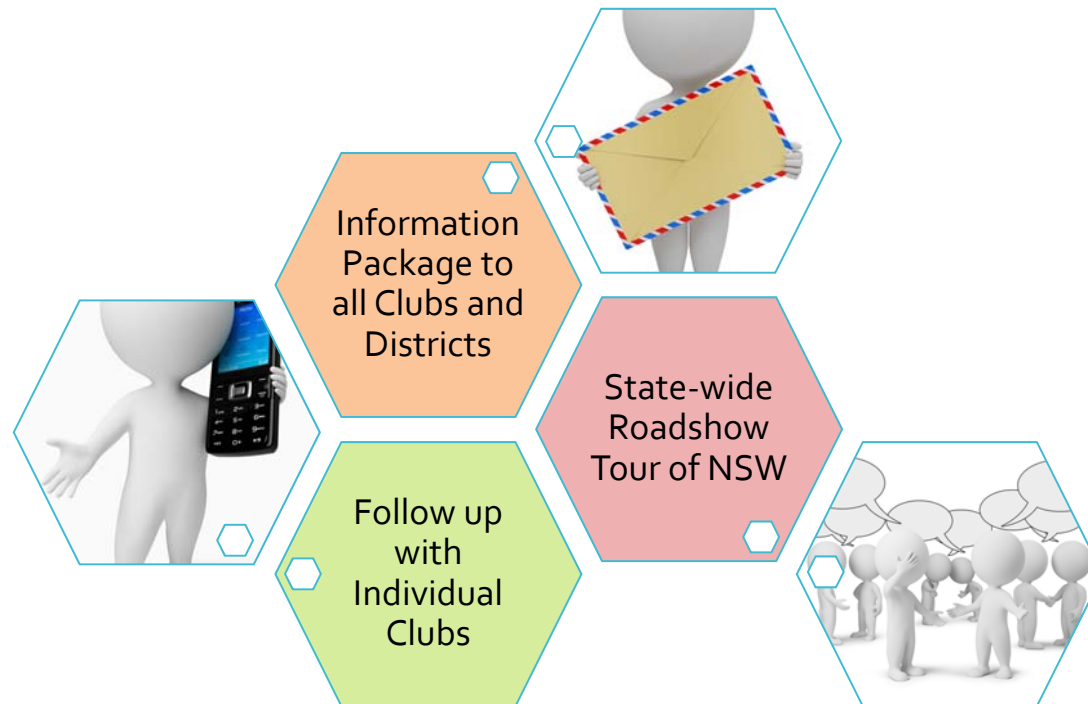 Information
Package to
all Clubs and
Districts
State-wide
Roadshow
Tour of NSW
Follow up
with
Individual
Clubs